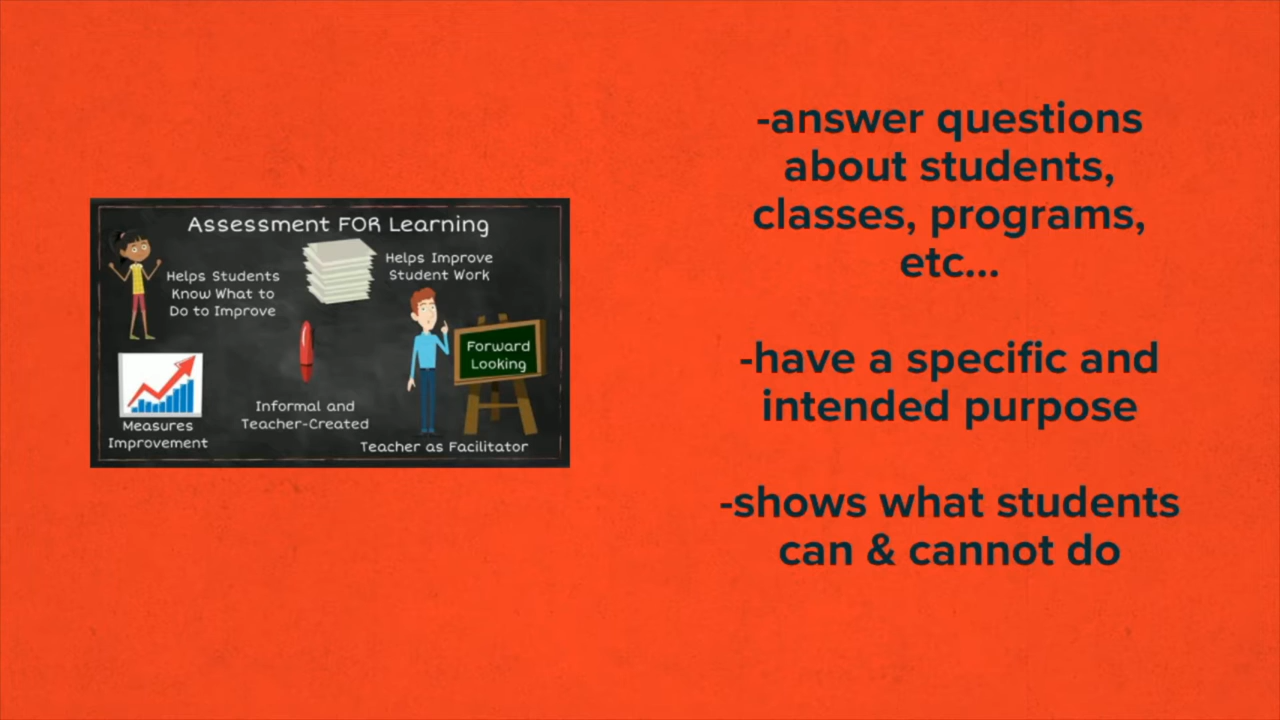 Assessment FOR Learning
Helps Students
Know What to
Do to Improve
Helps Improve
Student Work
Forward
Looking
Measures
Improvement
Informal and
Teacher-Created
Teacher as Facilitator
-answer questions
about students,
classes, programs,
etc...
-have a specific and
intended purpose
-shows what students
can & cannot do